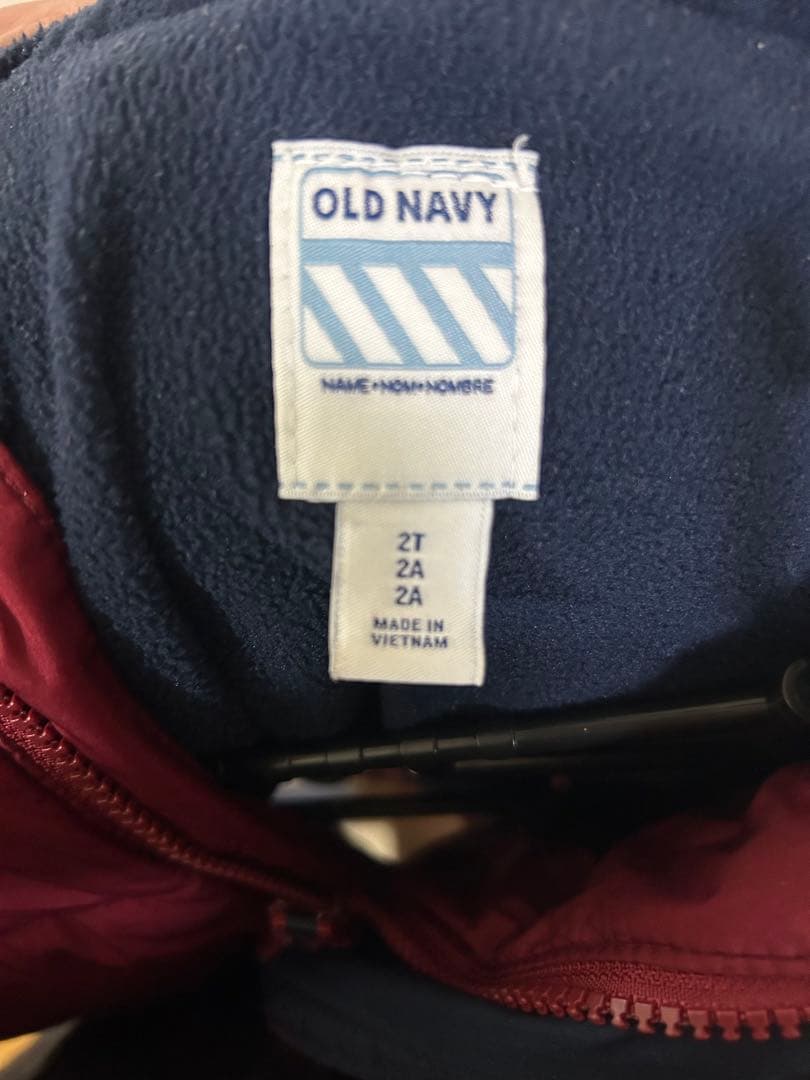 OLD NAVY
NAME•NOM•NOMBRE
2T
2A
2A
MADE IN
VIETNAM